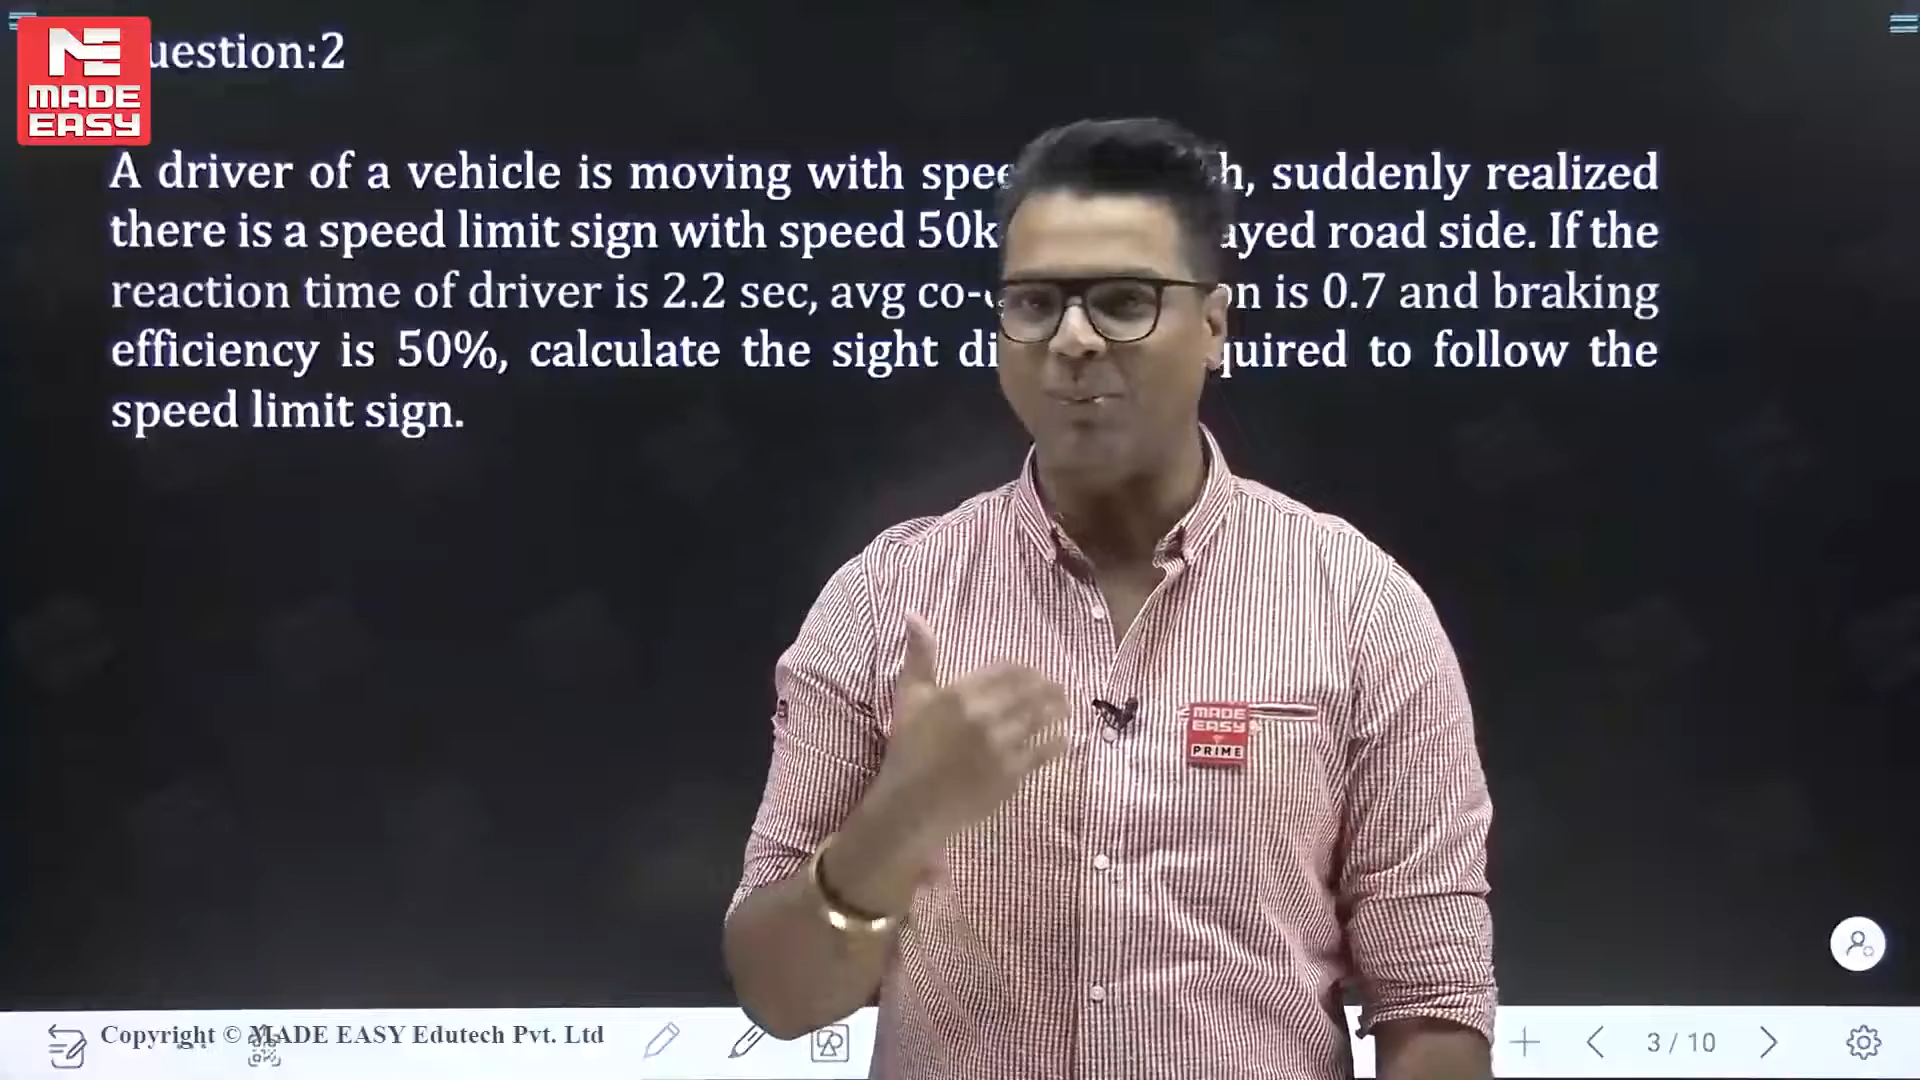 MADE
EASY
uestion:2
A driver of a vehicle is moving with spee h, suddenly realized
there is a speed limit sign with speed 50k ayed road side. If the
reaction time of driver is 2.2 sec, avg co- on is 0.7 and braking
efficiency is 50%, calculate the sight di quired to follow the
speed limit sign.
MADE
EASY
PRIME
Copyright © MADE EASY Edutech Pvt. Ltd
3 / 10